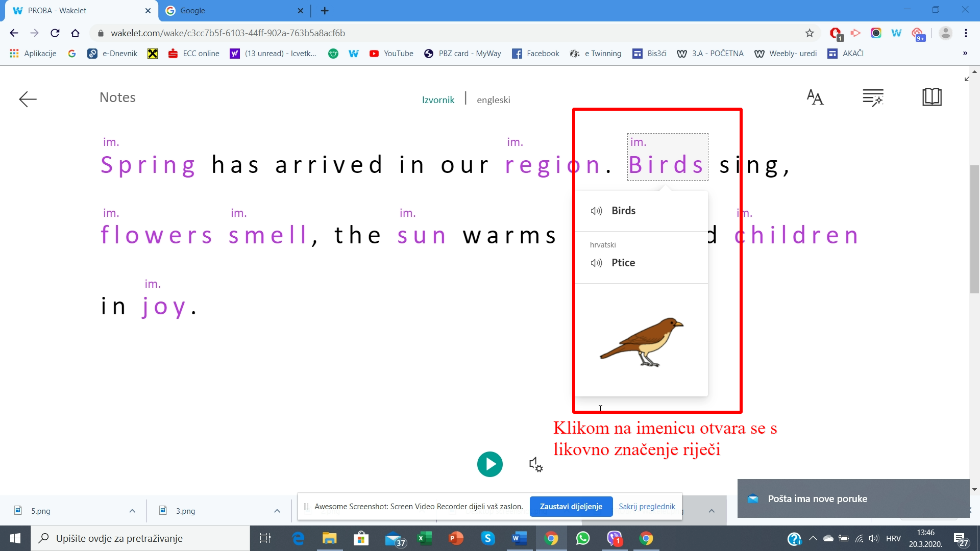 PROBA - Wakelet
Google
wakelet.com/wake/c3cc7b5f-6103-44ff-902a-763b5a8acf6b
Aplikacije
e-Dnevnik
ECC online
(13 unread) - lcvetk...
YouTube
PBZ card - MyWay
Facebook
e Twinning
Bis3ći
3.A - POČETNA
Weebly- uredi
AKAČI
Notes
Izvornik
engleski
im.
im.
im.
Spring has arrived in our region. Birds sing,
im.
im.
im.
im.
flowers smell, the sun warms d children
im.
in joy.
Birds
hrvatski
Ptice
Klikom na imenicu otvara se s
likovno značenje riječi
5.png
3.png
Awesome Screenshot: Screen Video Recorder dijeli vaš zaslon.
Zaustavi dijeljenje
Sakrij preglednik
Pošta ima nove poruke
Upišite ovdje za pretraživanje
37
HRV
13:46
20.3.2020.
27